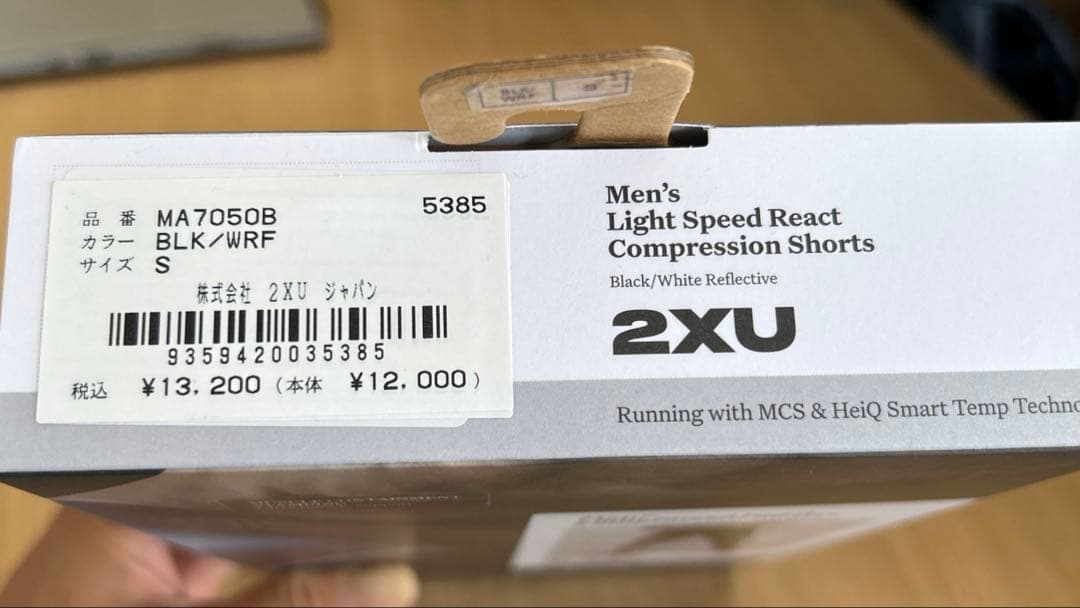 BLK/
WRF
S
品 番 MA7050B
5385
カラー BLK/WRF
サイズ S
株式会社 2XU ジャパン
9359420035385
税込 ¥13,200 (本体 ¥12,000)
Men's
Light Speed React
Compression Shorts
Black/White Reflective
2XU
Running with MCS & HeiQ Smart Temp Techno